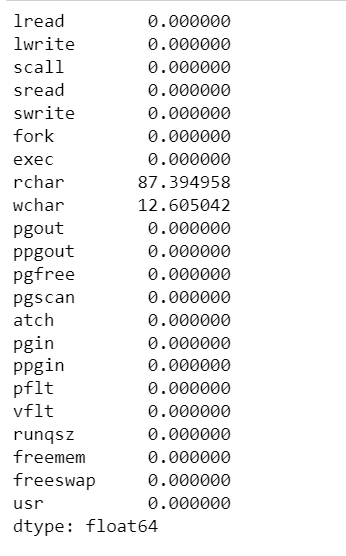 lread 0.000000
lwrite 0.000000
scall 0.000000
sread 0.000000
swrite 0.000000
fork 0.000000
exec 0.000000
rchar 87.394958
wchar 12.605042
pgout 0.000000
ppgout 0.000000
pgfree 0.000000
pgscan 0.000000
atch 0.000000
pgin 0.000000
ppgin 0.000000
pflt 0.000000
vflt 0.000000
runqsz 0.000000
freemem 0.000000
freeswap 0.000000
usr 0.000000
dtype: float64